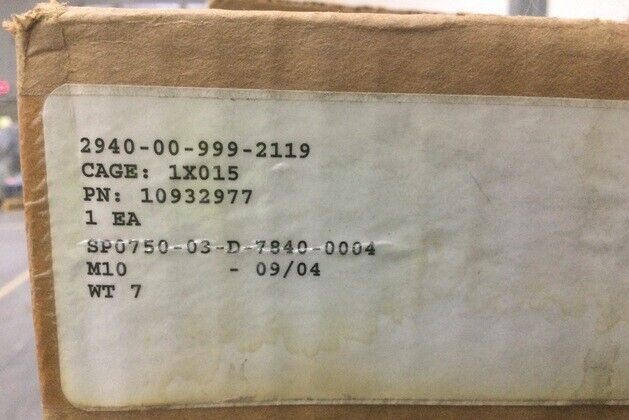 2940-00-999-2119
CAGE: 1X015
PN: 10932977
1 EA
SP0750-03-D-7840-0004
M10 - 09/04
WT 7